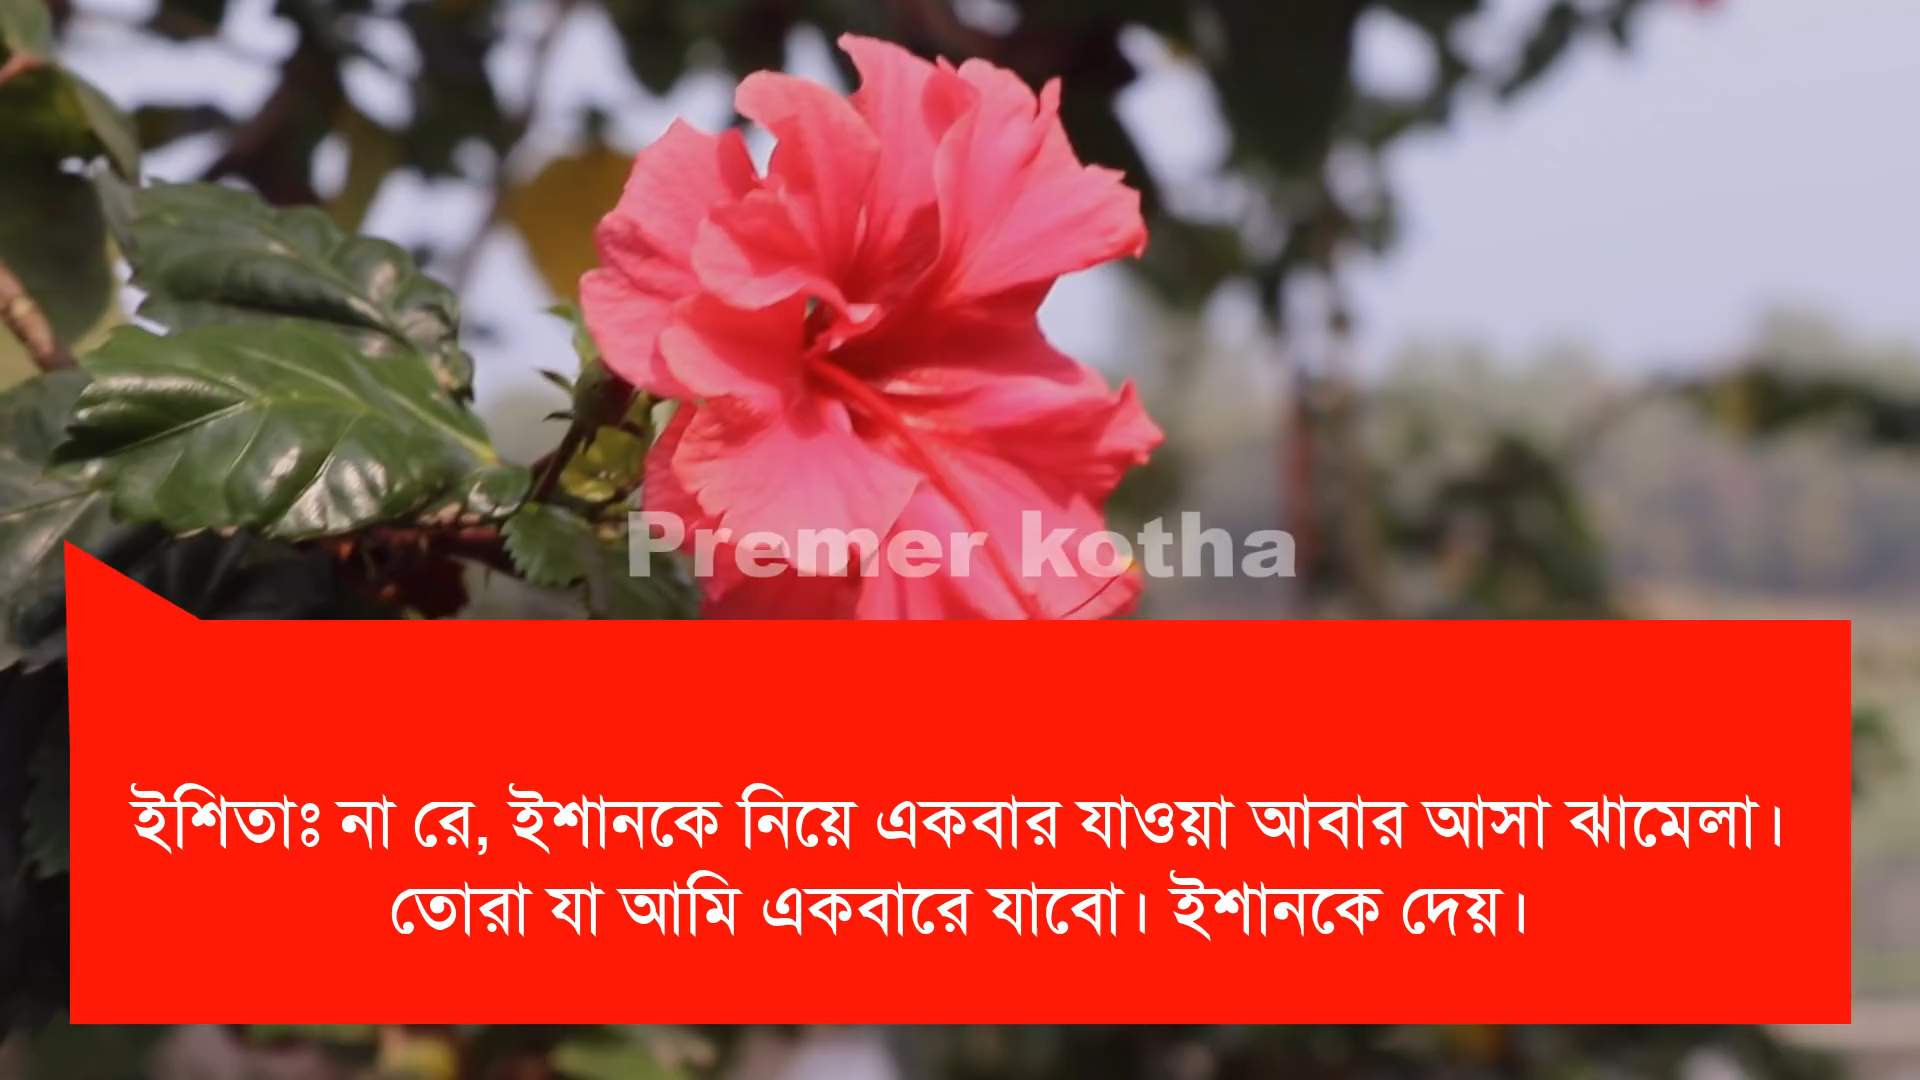 Premer kotha
ইশিতাঃ না রে, ইশানকে নিয়ে একবার যাওয়া আবার আসা ঝামেলা।
তোরা যা আমি একবারে যাবো। ইশানকে দেয়।